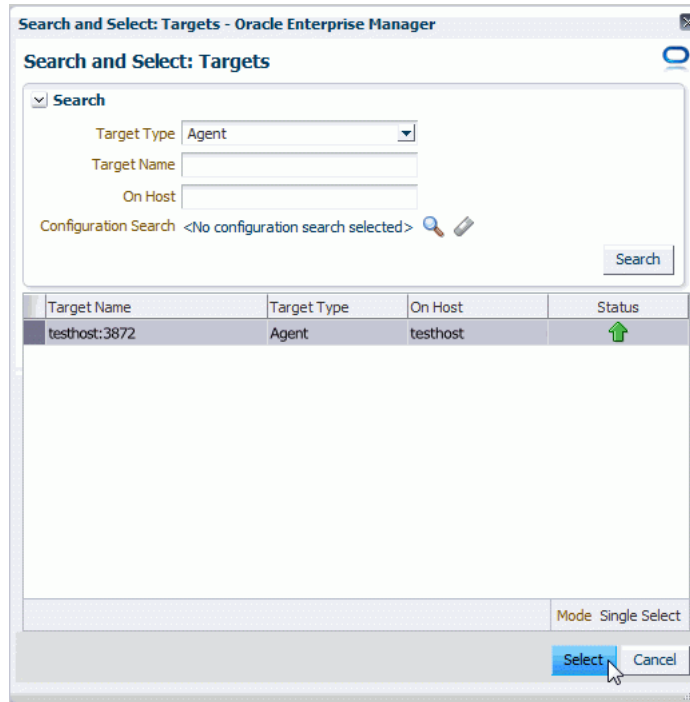 Search and Select: Targets - Oracle Enterprise Manager
Search and Select: Targets
Search
Target Type Agent
Target Name
On Host
Configuration Search <No configuration search selected>
Search
Target Name Target Type On Host Status
testhost:3872 Agent testhost
Mode Single Select
Select Cancel